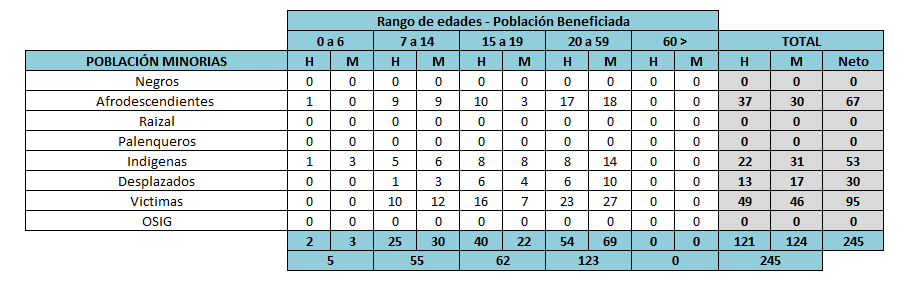 Rango de edades - Población Beneficiada
0 a 6 7 a 14 15 a 19 20 a 59 60 > TOTAL
POBLACIÓN MINORIAS H M H M H M H M H M H M Neto
Negros 0 0 0 0 0 0 0 0 0 0 0 0 0
Afrodescendientes 1 0 9 9 10 3 17 18 0 0 37 30 67
Raizal 0 0 0 0 0 0 0 0 0 0 0 0 0
Palenqueros 0 0 0 0 0 0 0 0 0 0 0 0 0
Indigenas 1 3 5 6 8 8 8 14 0 0 22 31 53
Desplazados 0 0 1 3 6 4 6 10 0 0 13 17 30
Victimas 0 0 10 12 16 7 23 27 0 0 49 46 95
OSIG 0 0 0 0 0 0 0 0 0 0 0 0 0
2 3 25 30 40 22 54 69 0 0 121 124 245
5 55 62 123 0 245